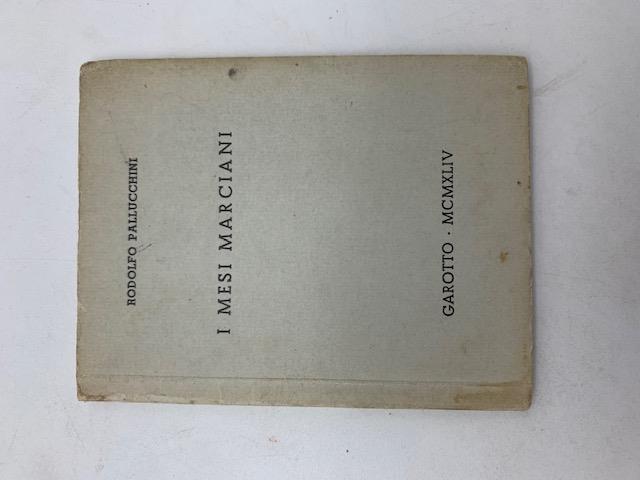 RODOLFO PALLUCCHINI
I MESI MARCIANI
GAROTTO · MCMXLIV